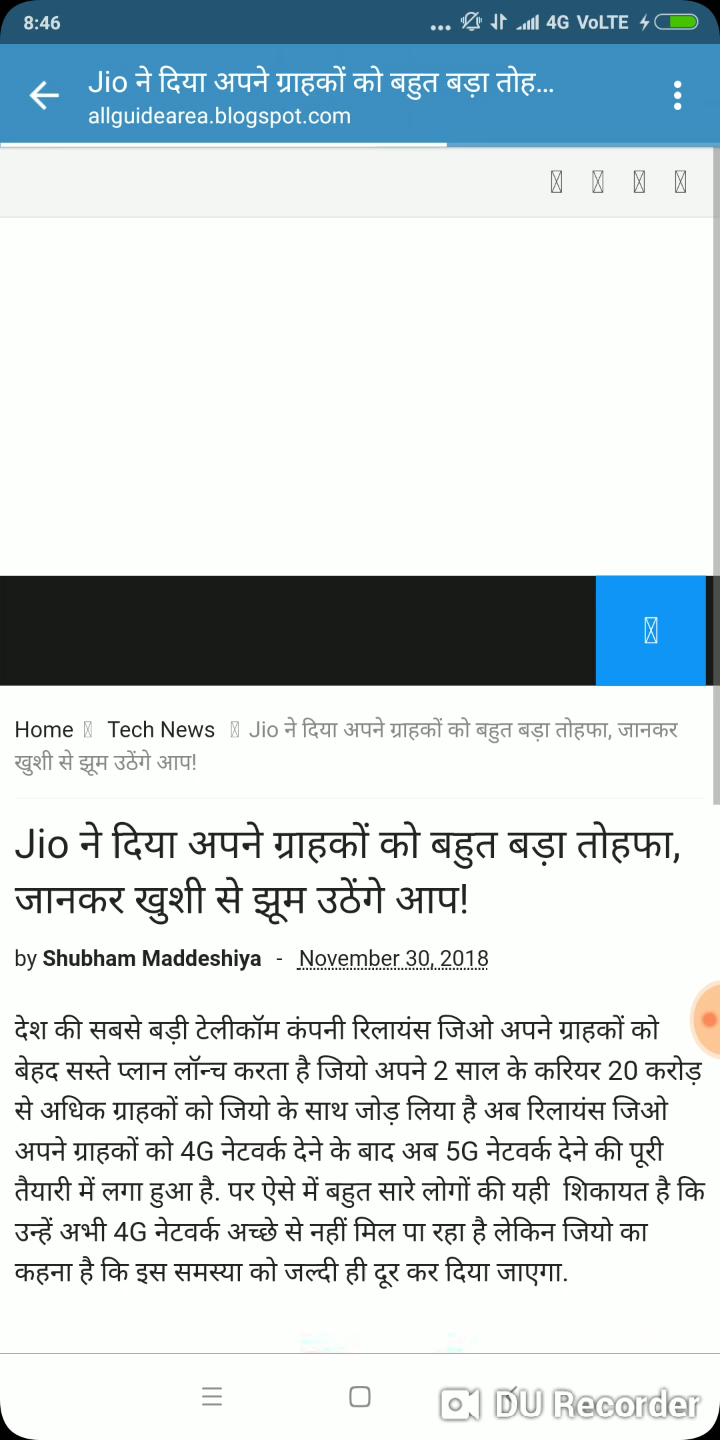 8:46
4G VoLTE
Jio ने दिया अपने ग्राहकों को बहुत बड़ा तोह...
allguidearea.blogspot.com
Home Tech News Jio ने दिया अपने ग्राहकों को बहुत बड़ा तोहफा, जानकर
खुशी से झूम उठेंगे आप!
Jio ने दिया अपने ग्राहकों को बहुत बड़ा तोहफा,
जानकर खुशी से झूम उठेंगे आप!
by Shubham Maddeshiya - November 30, 2018
देश की सबसे बड़ी टेलीकॉम कंपनी रिलायंस जिओ अपने ग्राहकों को
बेहद सस्ते प्लान लॉन्च करता है जियो अपने 2 साल के करियर 20 करोड़
से अधिक ग्राहकों को जियो के साथ जोड़ लिया है अब रिलायंस जिओ
अपने ग्राहकों को 4G नेटवर्क देने के बाद अब 5G नेटवर्क देने की पूरी
तैयारी में लगा हुआ है. पर ऐसे में बहुत सारे लोगों की यही शिकायत है कि
उन्हें अभी 4G नेटवर्क अच्छे से नहीं मिल पा रहा है लेकिन जियो का
कहना है कि इस समस्या को जल्दी ही दूर कर दिया जाएगा.
DU Recorder